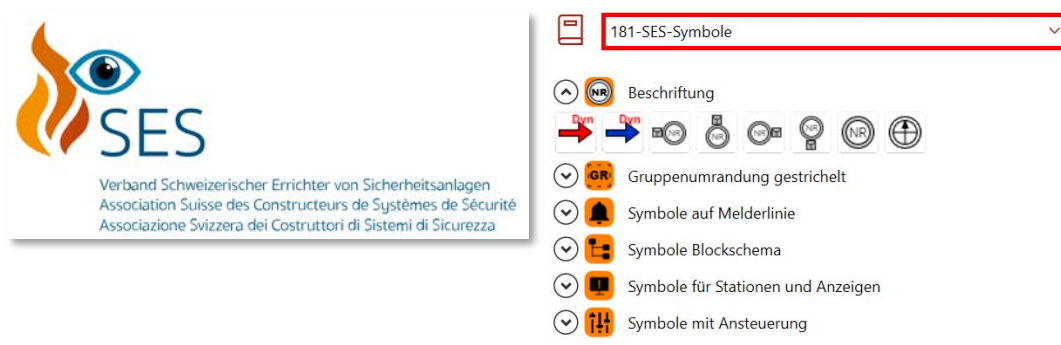 SES
Verband Schweizerischer Errichter von Sicherheitsanlagen
Association Suisse des Constructeurs de Systèmes de Sécurité
Associazione Svizzera dei Costruttori di Sistemi di Sicurezza
181-SES-Symbole
NR Beschriftung
Dyn Dyn NR NR NR NR NR
GR Gruppenumrandung gestrichelt
Symbole auf Melderlinie
Symbole Blockschema
Symbole für Stationen und Anzeigen
Symbole mit Ansteuerung